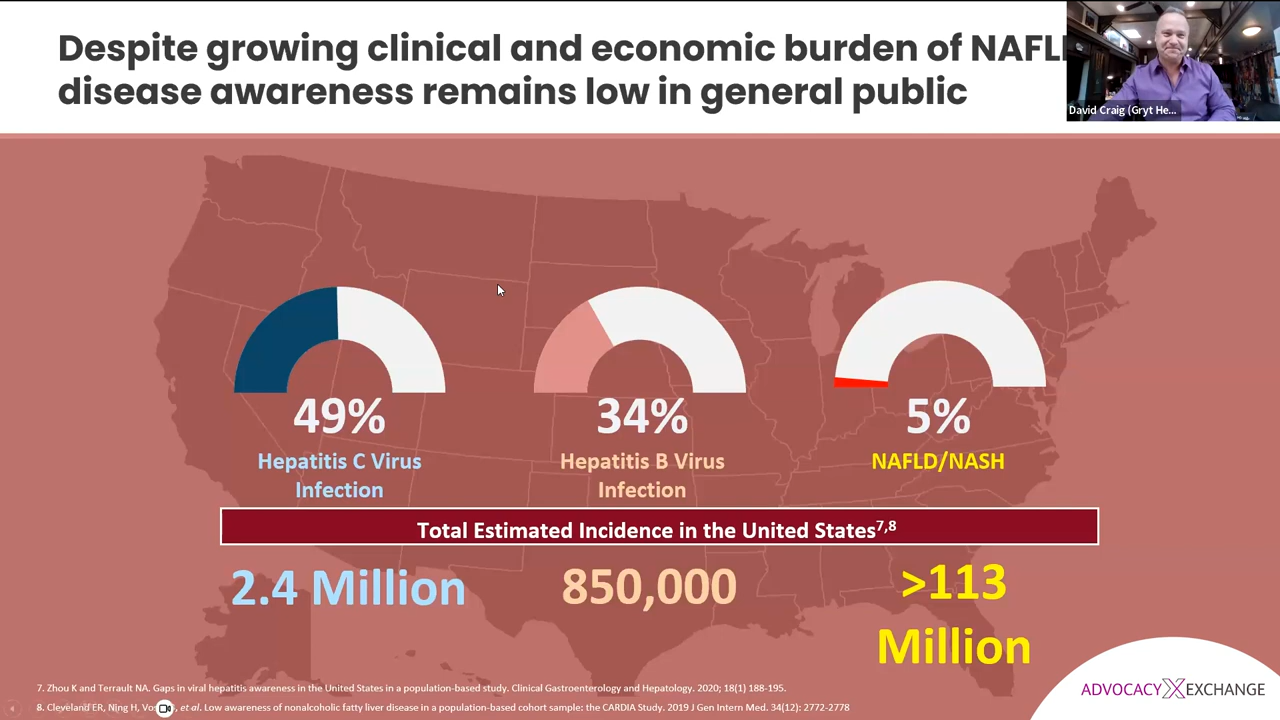 Despite growing clinical and economic burden of NAFL
disease awareness remains low in general public
David Craig (Gryt He...
49%
Hepatitis C Virus
Infection
34%
Hepatitis B Virus
Infection
5%
NAFLD/NASH
Total Estimated Incidence in the United States7,8
2.4 Million
850,000
>113
Million
7. Zhou K and Terrault NA. Gaps in viral hepatitis awareness in the United States in a population-based study. Clinical Gastroenterology and Hepatology. 2020; 18(1) 188-195.
8. Cleveland ER, Ning H, et al. Low awareness of nonalcoholic fatty liver disease in a population-based cohort sample: the CARDIA Study. 2019 J Gen Intern Med. 34(12): 2772-2778
ADVOCACY EXCHANGE